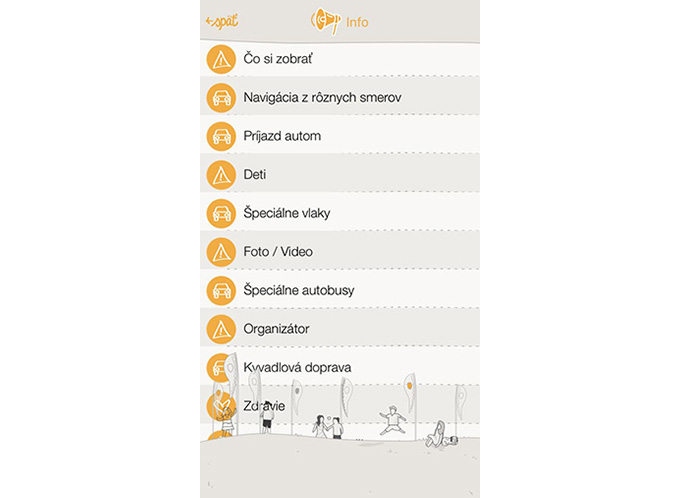 späť
Info
Čo si zobrať
Navigácia z rôznych smerov
Príjazd autom
Deti
Špeciálne vlaky
Foto / Video
Špeciálne autobusy
Organizátor
Kyvadlová doprava
Zdravie